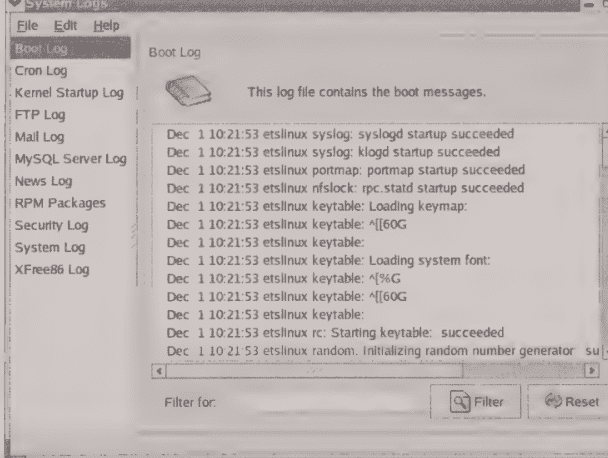 System Logs
File Edit Help
Boot Log
Cron Log
Kernel Startup Log
FTP Log
Mail Log
MySQL Server Log
News Log
RPM Packages
Security Log
System Log
XFree86 Log
Boot Log
This log file contains the boot messages.
Dec 1 10:21:53 etslinux syslog: syslogd startup succeeded
Dec 1 10:21:53 etslinux syslog: klogd startup succeeded
Dec 1 10:21:53 etslinux portmap: portmap startup succeeded
Dec 1 10:21:53 etslinux nfslock: rpc.statd startup succeeded
Dec 1 10:21:53 etslinux keytable: Loading keymap:
Dec 1 10:21:53 etslinux keytable: ^[[60G
Dec 1 10:21:53 etslinux keytable:
Dec 1 10:21:53 etslinux keytable: Loading system font:
Dec 1 10:21:53 etslinux keytable: ^[%G
Dec 1 10:21:53 etslinux keytable: ^[[60G
Dec 1 10:21:53 etslinux keytable:
Dec 1 10:21:53 etslinux rc: Starting keytable: succeeded
Dec 1 10:21:53 etslinux random: Initializing random number generator su
Filter for:
Filter
Reset